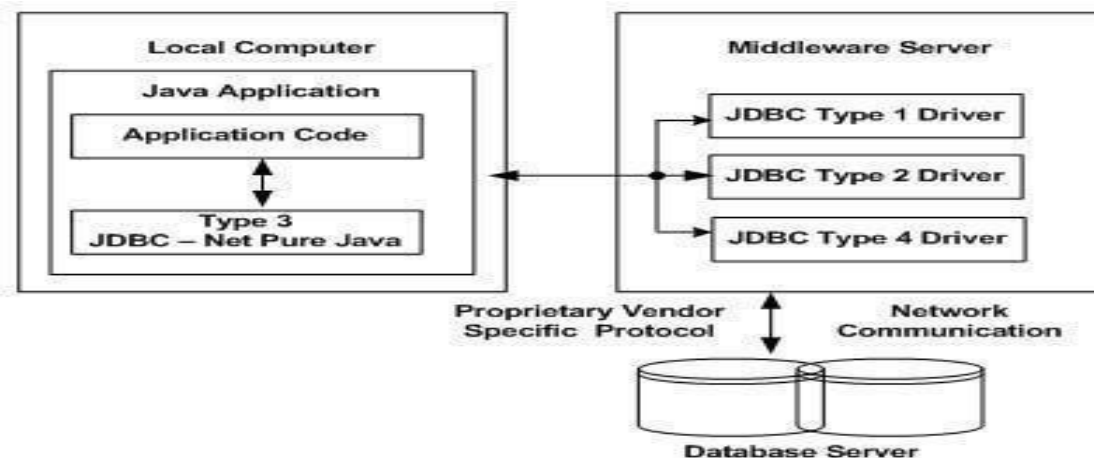 Local Computer
Java Application
Application Code
Type 3
JDBC – Net Pure Java
Middleware Server
JDBC Type 1 Driver
JDBC Type 2 Driver
JDBC Type 4 Driver
Proprietary Vendor
Specific Protocol
Network
Communication
Database Server